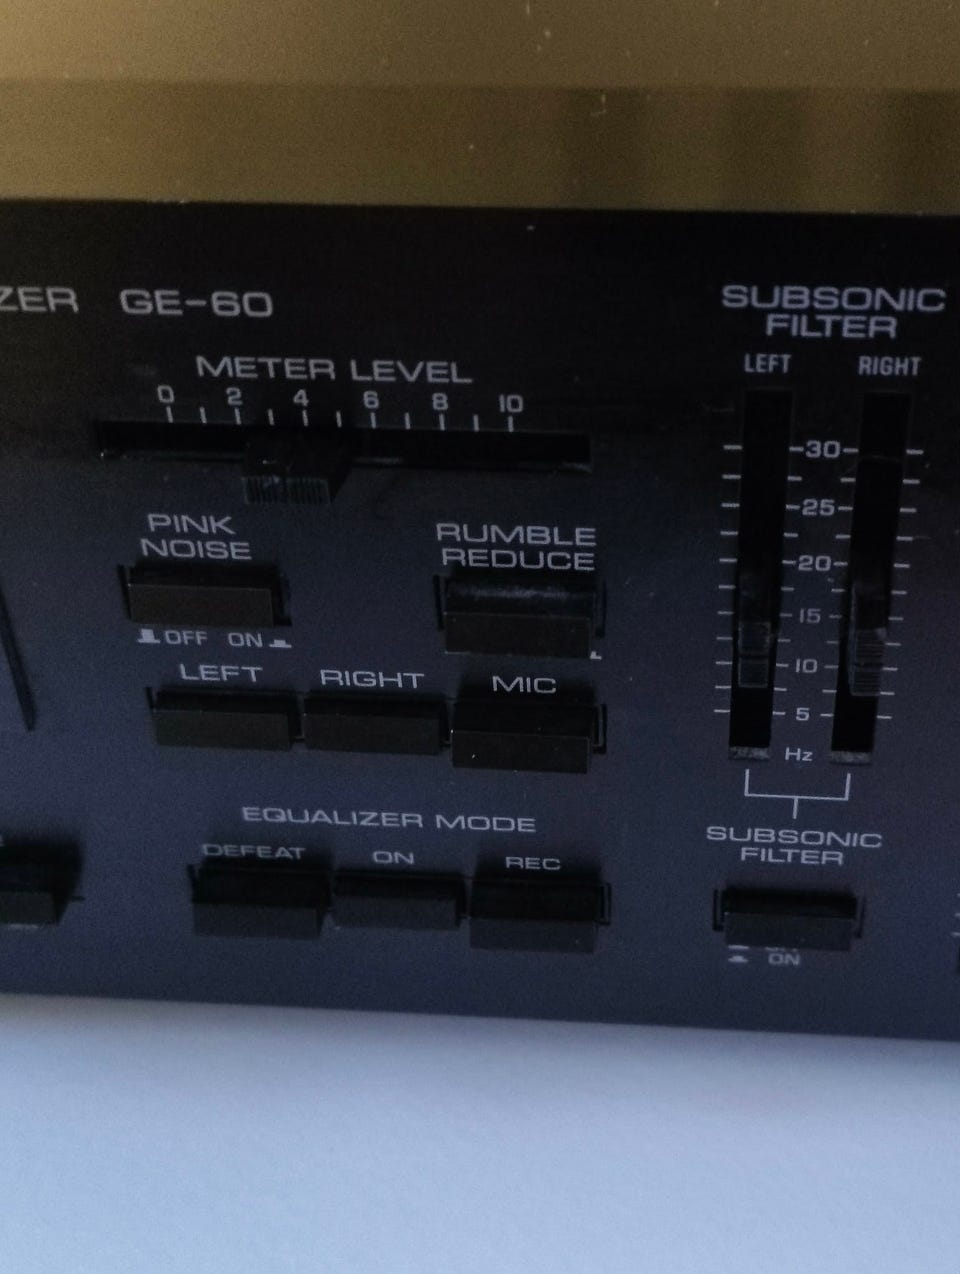 ZER GE-60
METER LEVEL
0 2 4 6 8 10
PINK
NOISE
OFF ON
RUMBLE
REDUCE
LEFT RIGHT MIC
EQUALIZER MODE
DEFEAT ON REC
SUBSONIC
FILTER
LEFT RIGHT
30
25
20
15
10
5
Hz
SUBSONIC
FILTER
ON